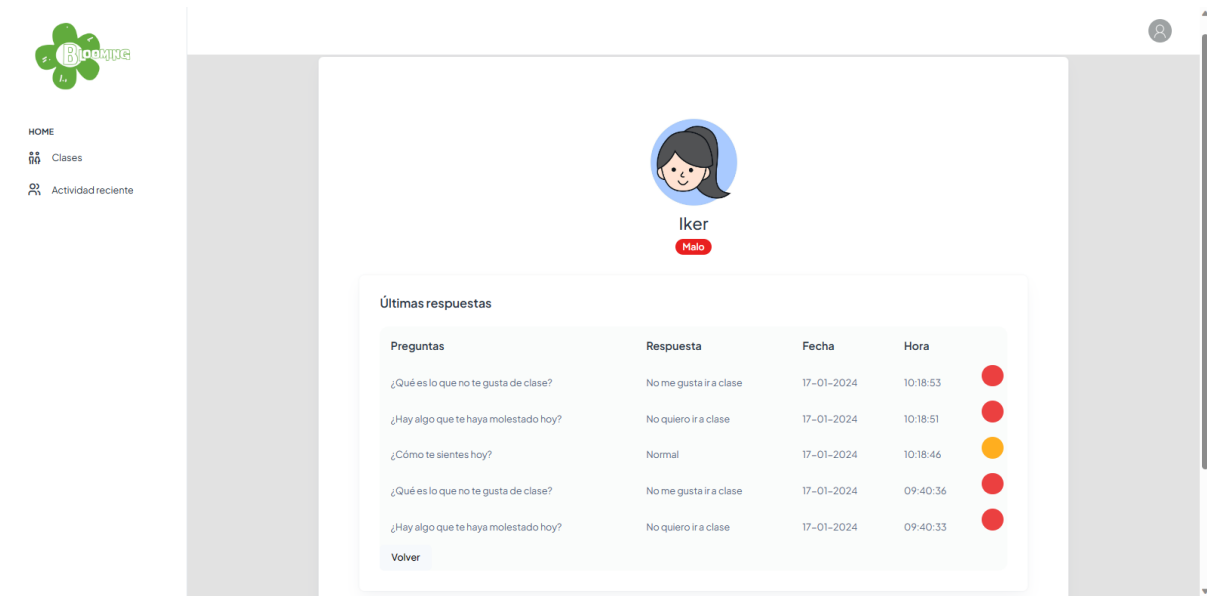 BLOOMING
HOME
Clases
Actividad reciente
Iker
Malo
Últimas respuestas
Preguntas Respuesta Fecha Hora
¿Qué es lo que no te gusta de clase? No me gusta ir a clase 17-01-2024 10:18:53
¿Hay algo que te haya molestado hoy? No quiero ir a clase 17-01-2024 10:18:51
¿Cómo te sientes hoy? Normal 17-01-2024 10:18:46
¿Qué es lo que no te gusta de clase? No me gusta ir a clase 17-01-2024 09:40:36
¿Hay algo que te haya molestado hoy? No quiero ir a clase 17-01-2024 09:40:33
Volver